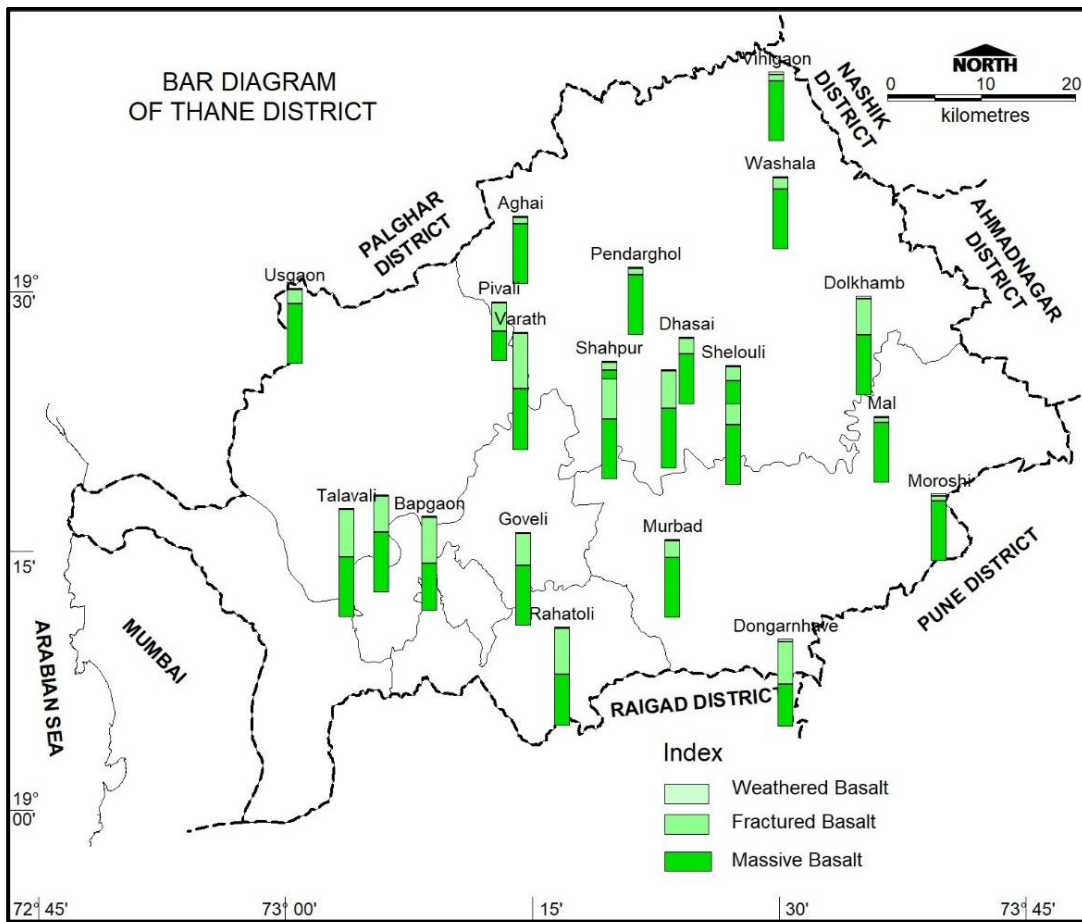 BAR DIAGRAM
OF THANE DISTRICT
Vihigaon
NASHIK
DISTRICT
NORTH
0 10 20
kilometres
Washala
AHMADNAGAR
DISTRICT
PALGHAR
DISTRICT
Aghai
Pendarghol
Usgaon
19°
30'
Pivali
Varath
Dolkhamb
Dhasai
Shahpur
Shelouli
Mal
Moroshi
Talavali
Bapgaon
Goveli
Murbad
15'
PUNE DISTRICT
Rahatoli
Dongarnhave
ARABIAN SEA
MUMBAI
RAIGAD DISTRICT
Index
Weathered Basalt
Fractured Basalt
Massive Basalt
19°
00'
72° 45' 73° 00' 15' 30' 73° 45'